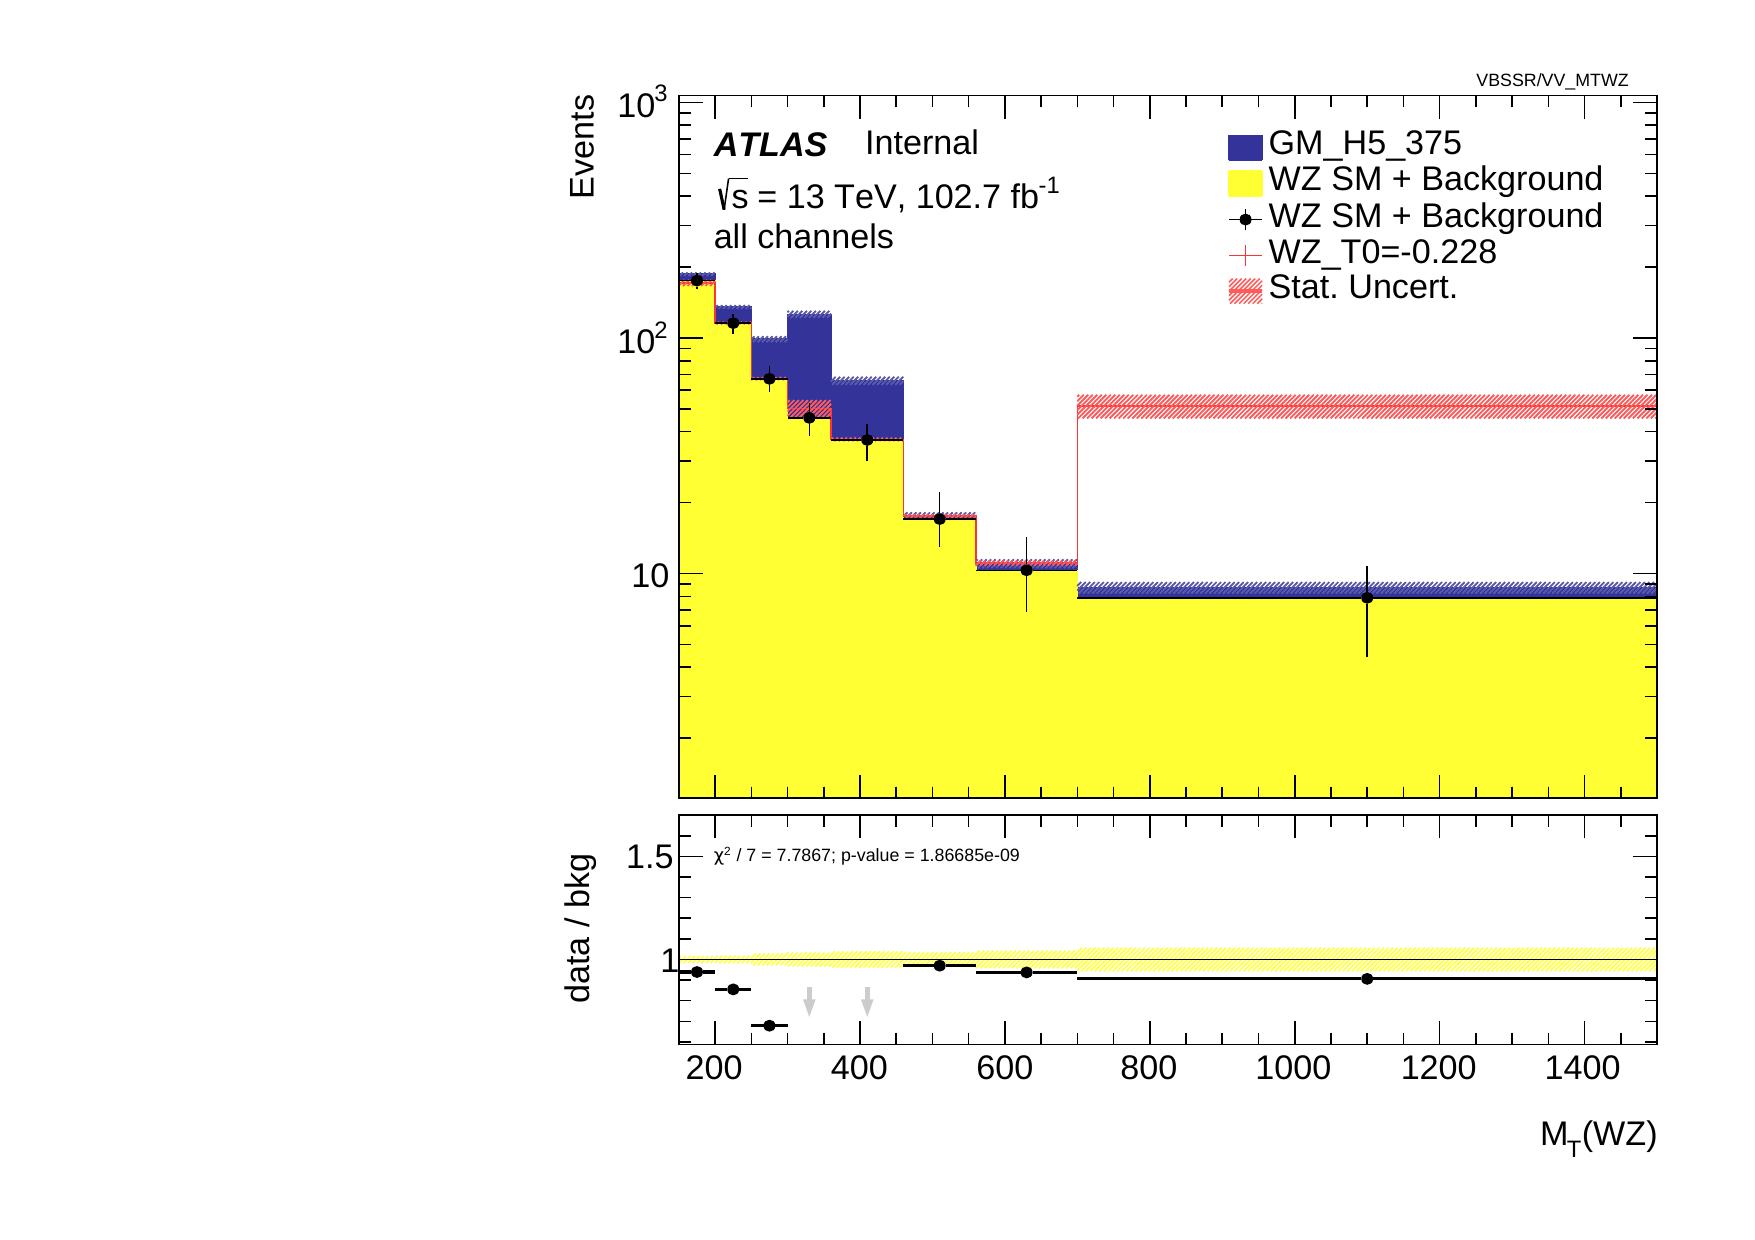 VBSSR/VV_MTWZ
Events
10³
10²
10
ATLAS Internal
√s = 13 TeV, 102.7 fb⁻¹
all channels
GM_H5_375
WZ SM + Background
WZ SM + Background
WZ_T0=-0.228
Stat. Uncert.
data / bkg
1.5
1
χ² / 7 = 7.7867; p-value = 1.86685e-09
200 400 600 800 1000 1200 1400
M_T(WZ)